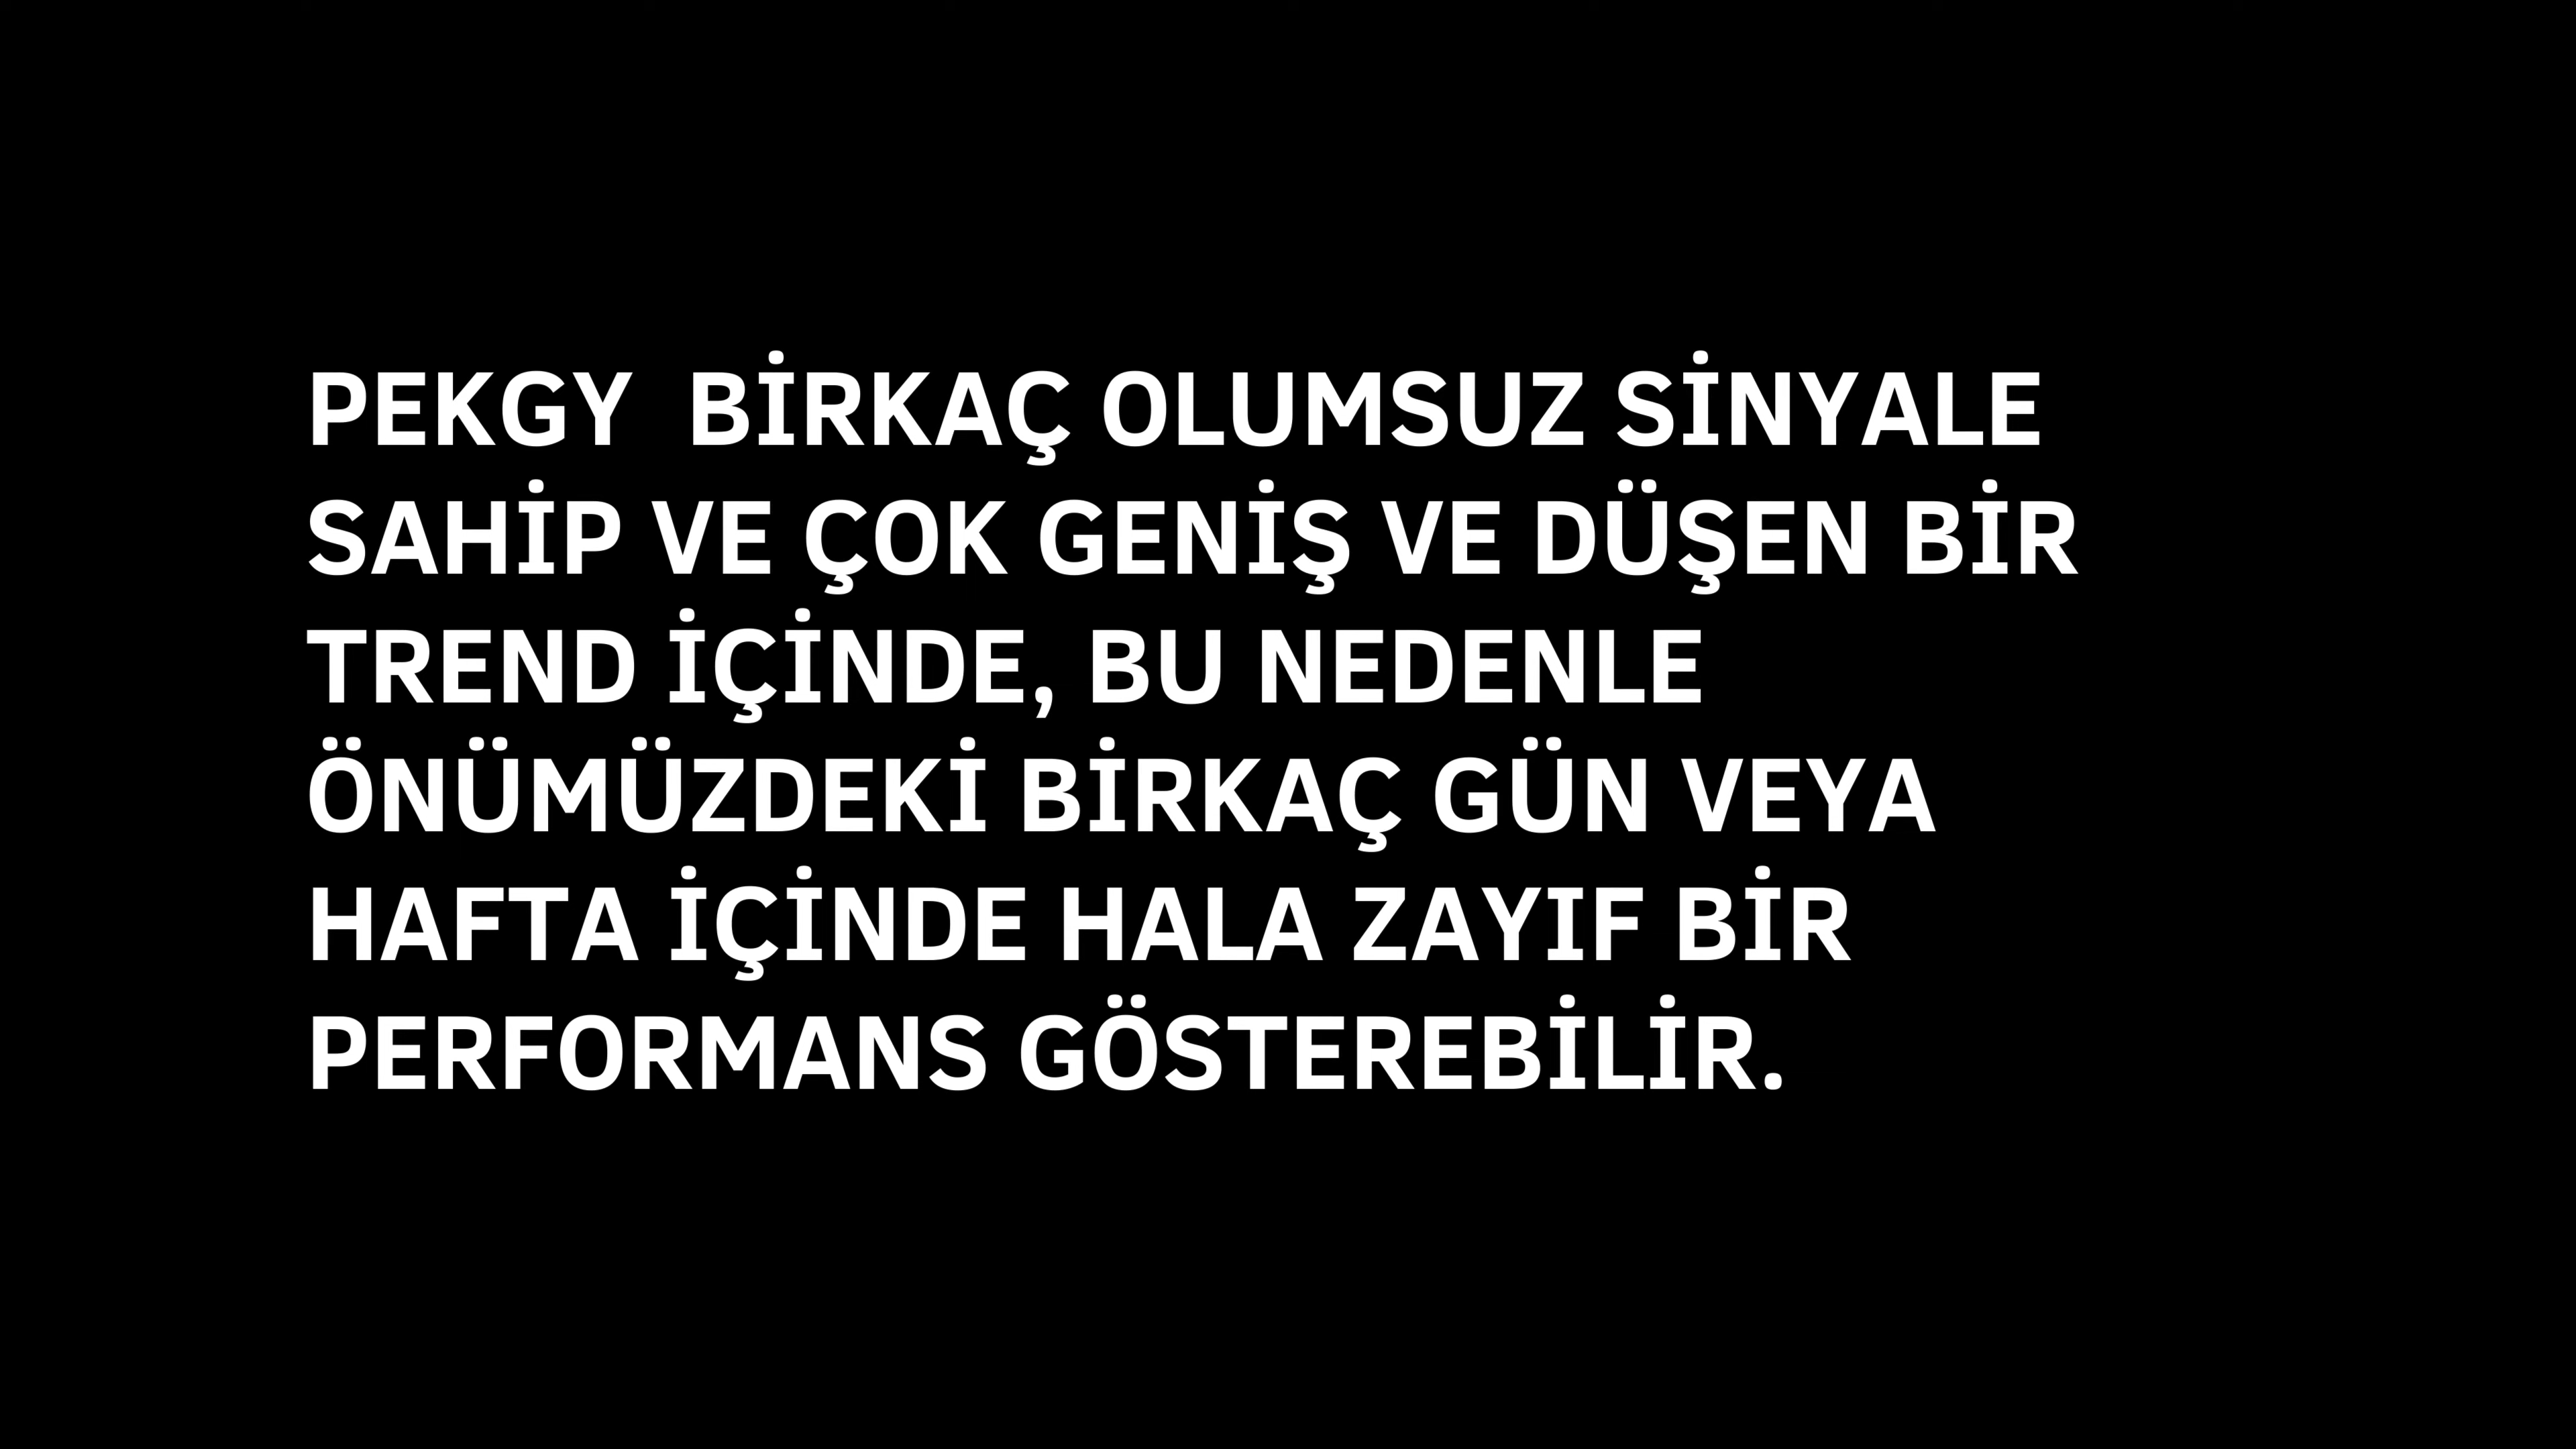 PEKGY  BİRKAÇ OLUMSUZ SİNYALE
SAHİP VE ÇOK GENİŞ VE DÜŞEN BİR
TREND İÇİNDE, BU NEDENLE
ÖNÜMÜZDEKİ BİRKAÇ GÜN VEYA
HAFTA İÇİNDE HALA ZAYIF BİR
PERFORMANS GÖSTEREBİLİR.